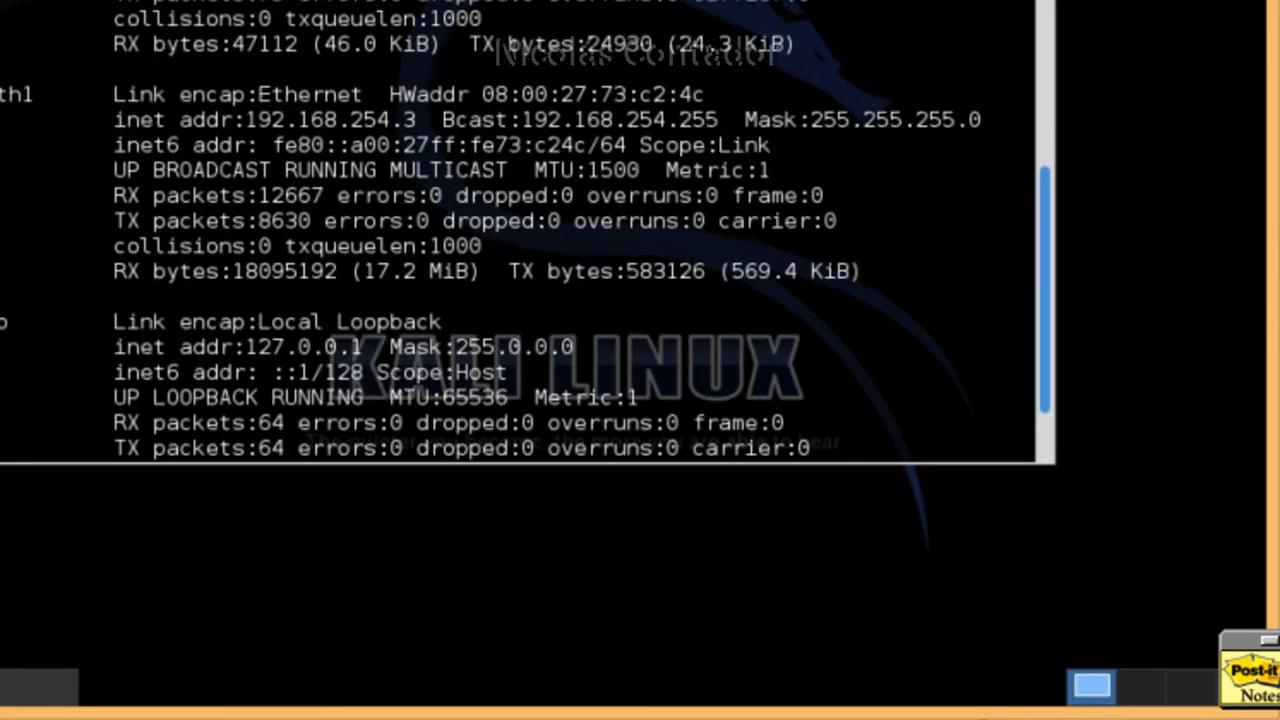 collisions:0 txqueuelen:1000
RX bytes:47112 (46.0 KiB)  TX bytes:24930 (24.3 KiB)
Nicolás Contador
th1 Link encap:Ethernet  HWaddr 08:00:27:73:c2:4c
inet addr:192.168.254.3  Bcast:192.168.254.255  Mask:255.255.255.0
inet6 addr: fe80::a00:27ff:fe73:c24c/64 Scope:Link
UP BROADCAST RUNNING MULTICAST  MTU:1500  Metric:1
RX packets:12667 errors:0 dropped:0 overruns:0 frame:0
TX packets:8630 errors:0 dropped:0 overruns:0 carrier:0
collisions:0 txqueuelen:1000
RX bytes:18095192 (17.2 MiB)  TX bytes:583126 (569.4 KiB)
o Link encap:Local Loopback
inet addr:127.0.0.1  Mask:255.0.0.0
inet6 addr: ::1/128 Scope:Host
UP LOOPBACK RUNNING  MTU:65536  Metric:1
RX packets:64 errors:0 dropped:0 overruns:0 frame:0
TX packets:64 errors:0 dropped:0 overruns:0 carrier:0
KALI LINUX
Post-it
Notes